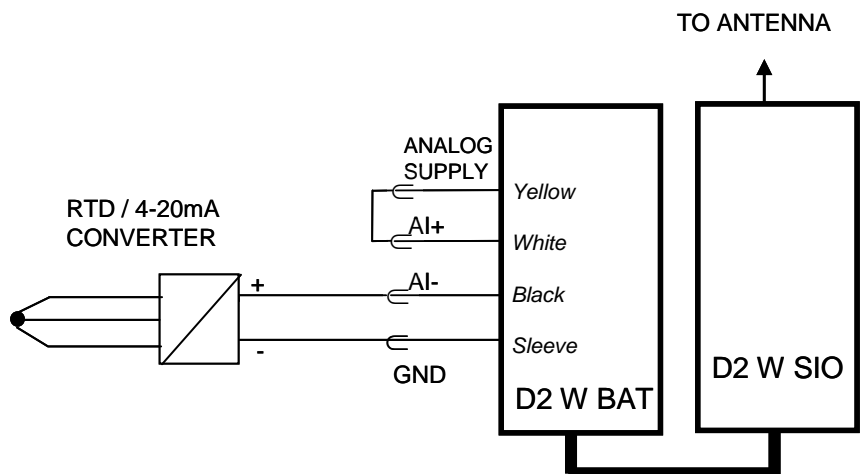 TO ANTENNA
ANALOG
SUPPLY
Yellow
RTD / 4-20mA
CONVERTER
AI+
White
+
AI-
Black
-
Sleeve
GND
D2 W BAT
D2 W SIO